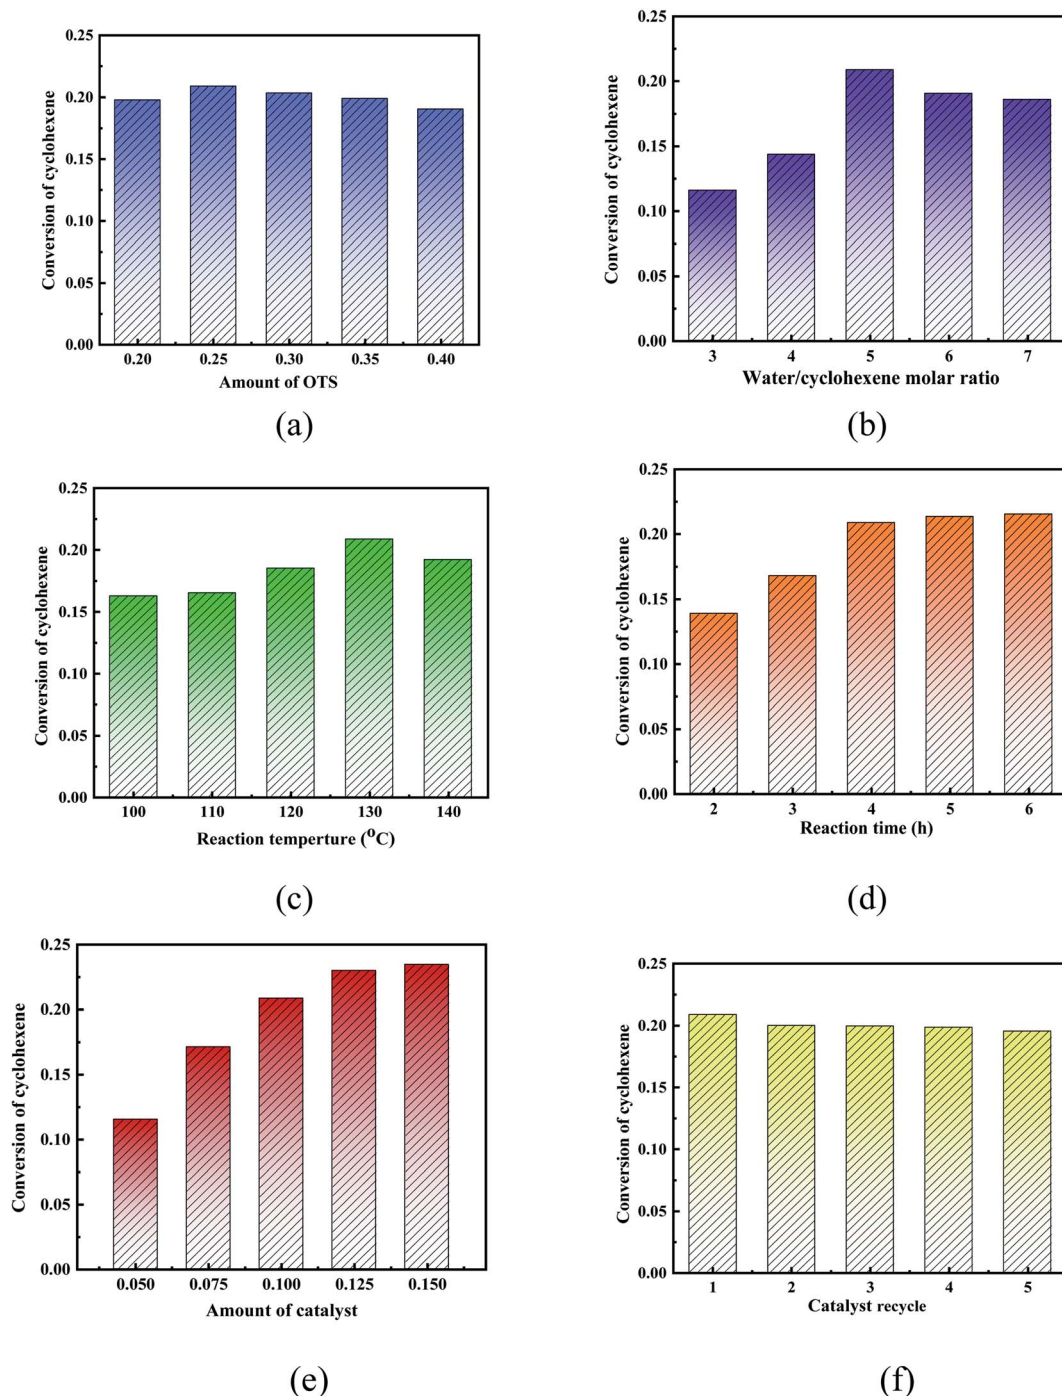 Conversion of cyclohexene
0.25
0.20
0.15
0.10
0.05
0.00
0.20 0.25 0.30 0.35 0.40
Amount of OTS
(a)
Conversion of cyclohexene
0.25
0.20
0.15
0.10
0.05
0.00
3 4 5 6 7
Water/cyclohexene molar ratio
(b)
Conversion of cyclohexene
0.25
0.20
0.15
0.10
0.05
0.00
100 110 120 130 140
Reaction temperture (°C)
(c)
Conversion of cyclohexene
0.25
0.20
0.15
0.10
0.05
0.00
2 3 4 5 6
Reaction time (h)
(d)
Conversion of cyclohexene
0.25
0.20
0.15
0.10
0.05
0.00
0.050 0.075 0.100 0.125 0.150
Amount of catalyst
(e)
Conversion of cyclohexene
0.25
0.20
0.15
0.10
0.05
0.00
1 2 3 4 5
Catalyst recycle
(f)